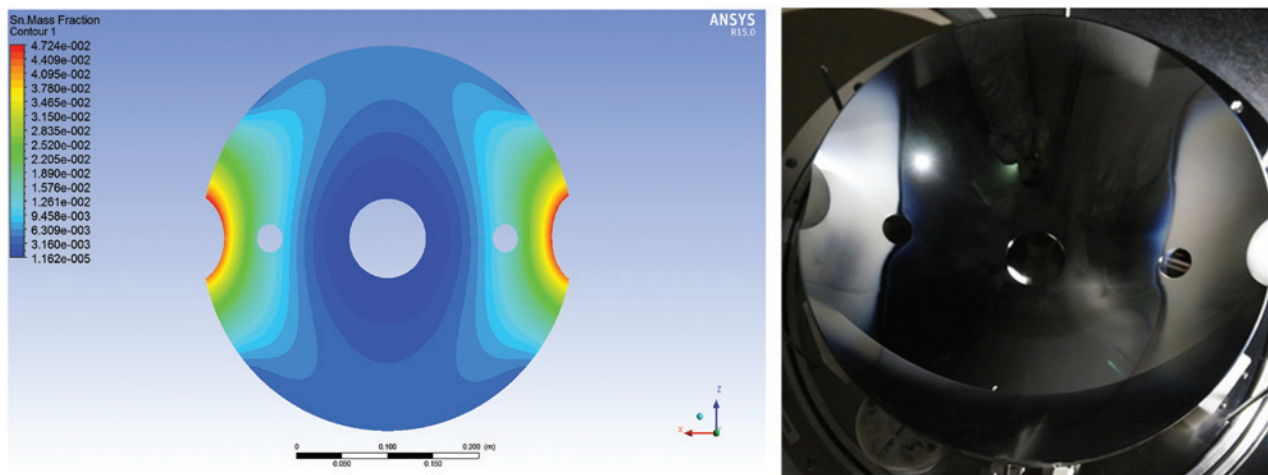 Sn.Mass Fraction
Contour 1
4.724e-002
4.409e-002
4.095e-002
3.780e-002
3.465e-002
3.150e-002
2.835e-002
2.520e-002
2.205e-002
1.890e-002
1.576e-002
1.261e-002
9.458e-003
6.309e-003
3.160e-003
1.162e-005
ANSYS
R15.0
Z
X
Y
0 0.100 0.200 (m)
0.050 0.150